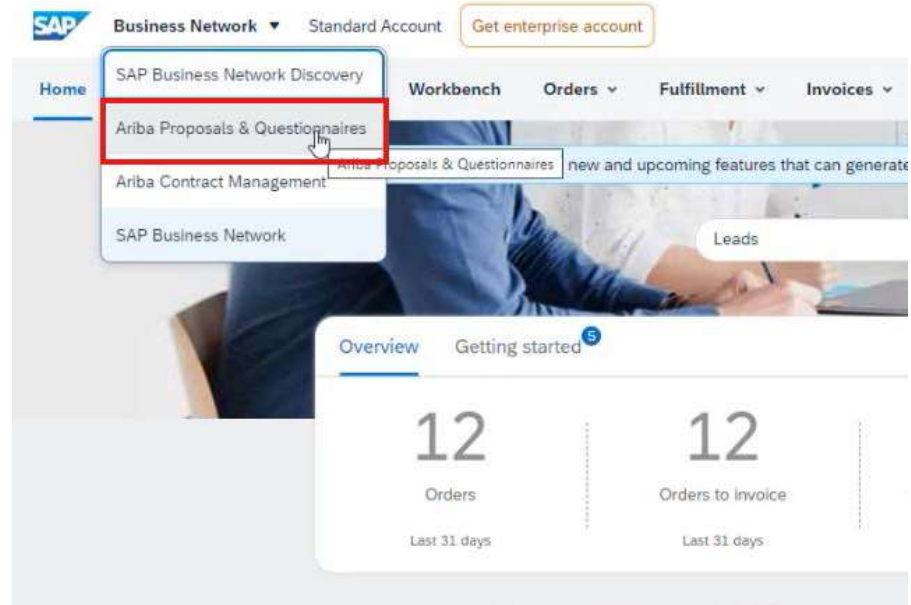 SAP Business Network ▼ Standard Account Get enterprise account
Home Workbench Orders Fulfillment Invoices
SAP Business Network Discovery
Ariba Proposals & Questionnaires
Ariba Contract Management
SAP Business Network
Ariba Proposals & Questionnaires new and upcoming features that can generate
Leads
Overview Getting started 5
12 12
Orders Orders to invoice
Last 31 days Last 31 days